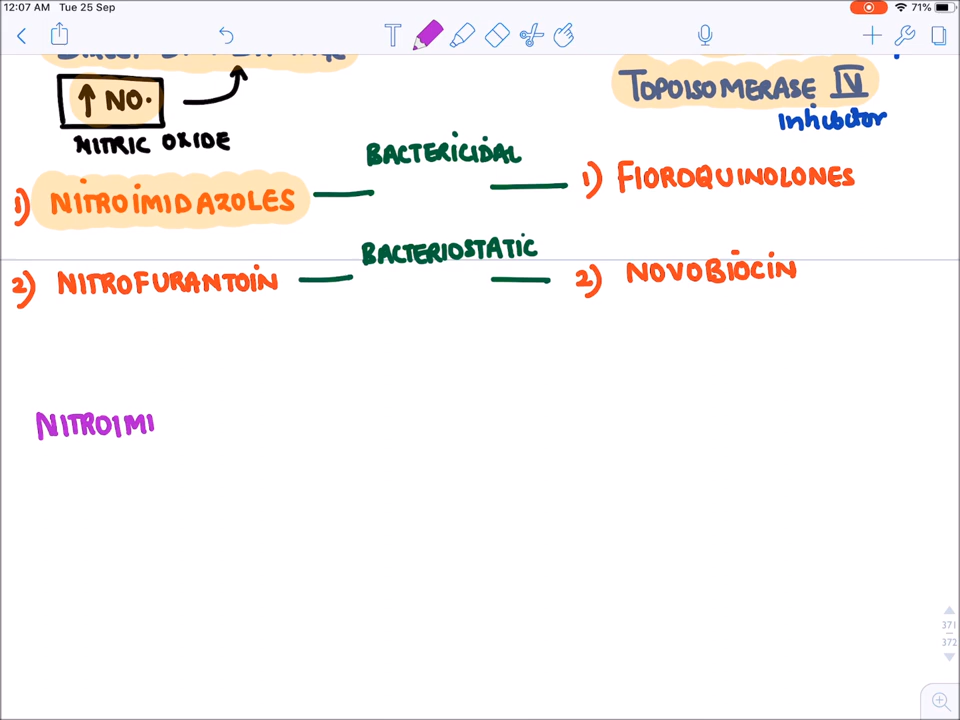 12:07 AM Tue 25 Sep 71%
T
TOPOISOMERASE IV
Inhibitor
↑ NO.
NITRIC OXIDE
BACTERICIDAL
1) NITROIMIDAZOLES
1) FlOROQUINOLONES
BACTERIOSTATIC
2) NITROFURANTOIN
2) NOVOBIOCIN
NITROIMI
371
372